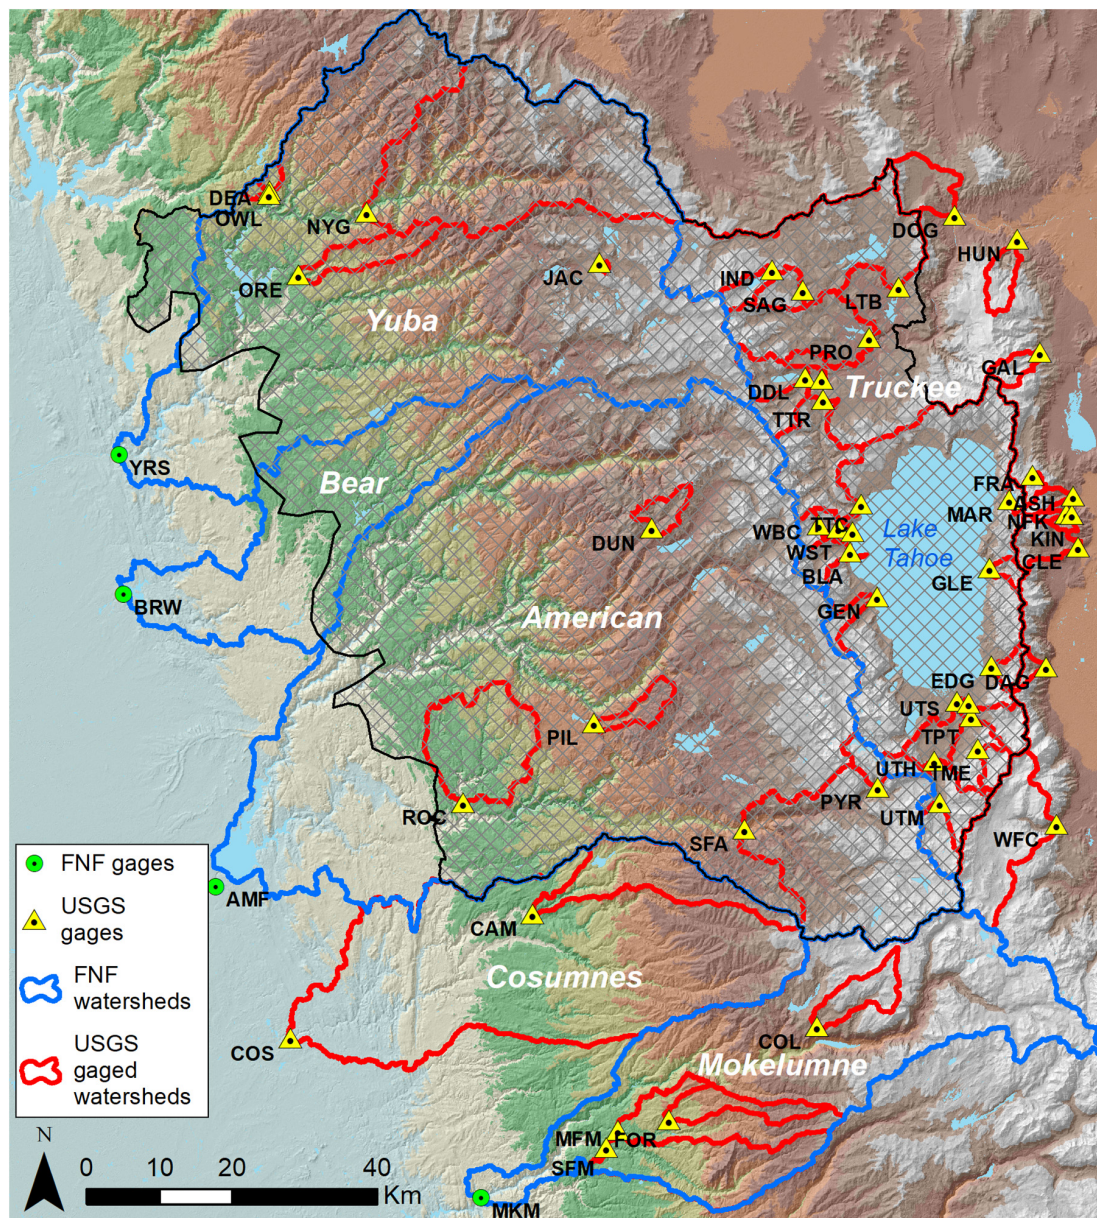 DEA
OWL
NYG
ORE
JAC
DOG
HUN
IND
SAG
LTB
Yuba
PRO
GAL
DDL
Truckee
TTR
YRS
Bear
FRA
MAR
ASH
WBC
TTC
NFK
DUN
Lake
Tahoe
KIN
WST
CLE
BLA
GLE
BRW
GEN
American
EDG
DAG
UTS
PIL
TPT
UTH
TME
ROC
PYR
UTM
SFA
WFC
FNF gages
AMF
USGS
gages
CAM
FNF
watersheds
Cosumnes
COS
COL
USGS
gaged
watersheds
Mokelumne
N
MFM
FOR
SFM
0 10 20 40
Km
MKM